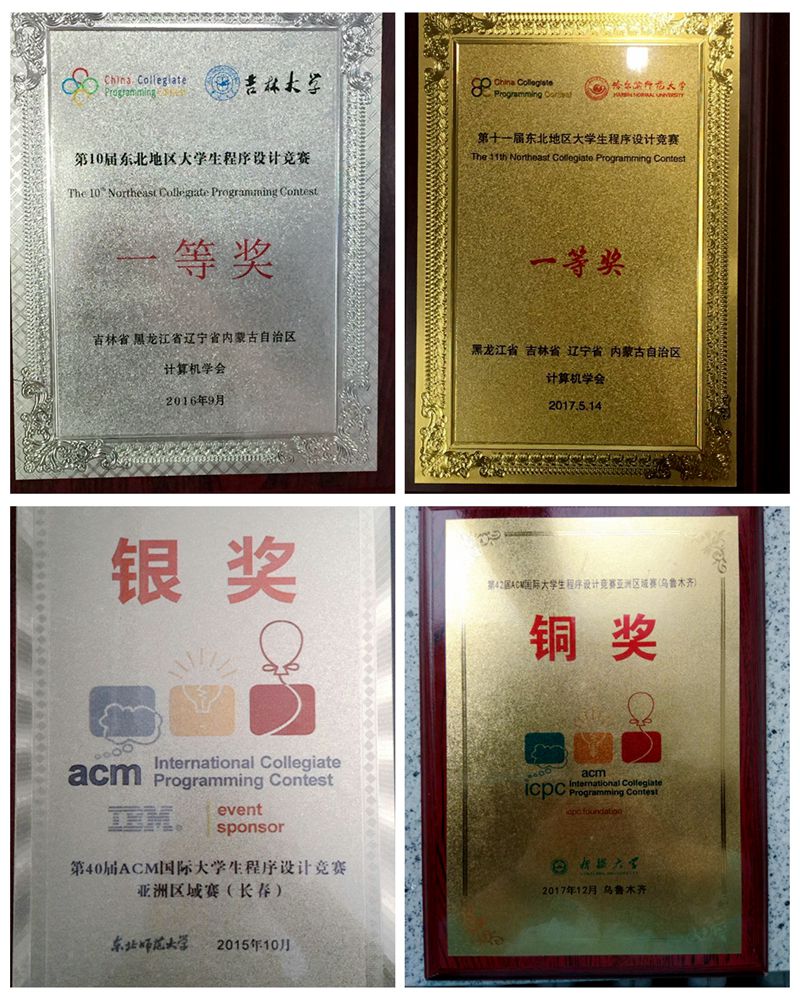 China Collegiate
Programming Contest
吉林大学
第10届东北地区大学生程序设计竞赛
The 10th Northeast Collegiate Programming Contest
一等奖
吉林省 黑龙江省辽宁省内蒙古自治区
计算机学会
2016年9月
China Collegiate
Programming Contest
哈尔滨师范大学
HARBIN NORMAL UNIVERSITY
第十一届东北地区大学生程序设计竞赛
The 11th Northeast Collegiate Programming Contest
一等奖
黑龙江省 吉林省 辽宁省 内蒙古自治区
计算机学会
2017.5.14
银奖
acm International Collegiate
Programming Contest
IBM. event
sponsor
第40届ACM国际大学生程序设计竞赛
亚洲区域赛（长春）
东北师范大学 2015年10月
第42届ACM国际大学生程序设计竞赛亚洲区域赛(乌鲁木齐)
铜奖
acm
icpc International Collegiate
Programming Contest
icpc.foundation
新疆大学
2017年12月 乌鲁木齐